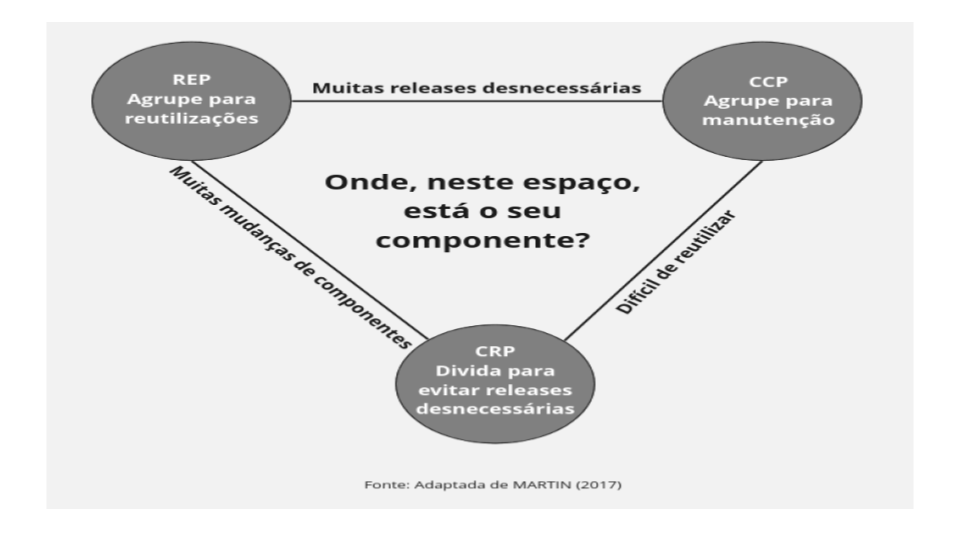 REP
Agrupe para
reutilizações
Muitas releases desnecessárias
CCP
Agrupe para
manutenção
Onde, neste espaço,
está o seu
componente?
Muitas mudanças de componentes
Difícil de reutilizar
CRP
Divida para
evitar releases
desnecessárias
Fonte: Adaptada de MARTIN (2017)